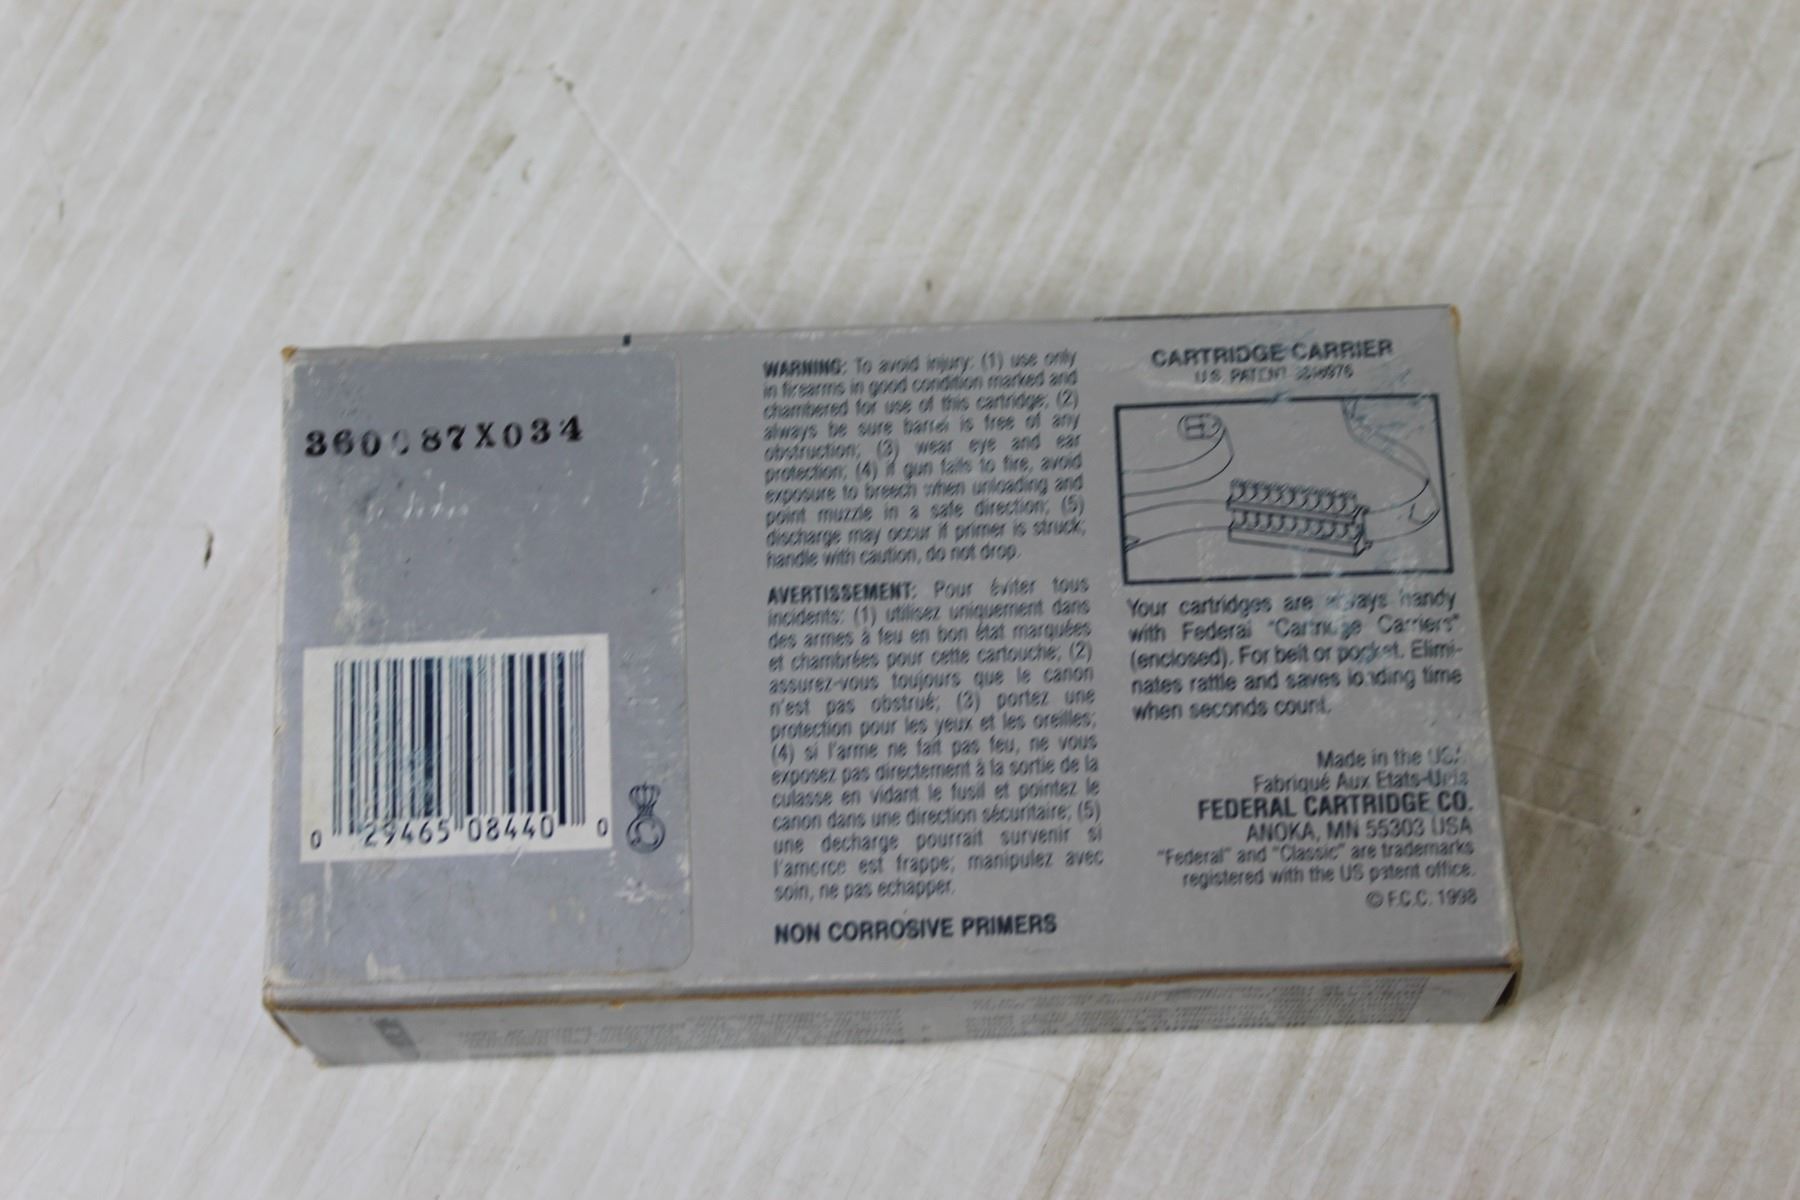 87X034
0 29465 08440 0
WARNING: To avoid injury: (1) use only
in firearms in good condition marked and
chambered for use of this cartridge; (2)
always be sure barrel is free of any
obstruction; (3) wear eye and ear
protection; (4) if gun fails to fire, avoid
exposure to breech when unloading and
point muzzle in a safe direction; (5)
discharge may occur if primer is struck;
handle with caution, do not drop.
AVERTISSEMENT: Pour éviter tous
incidents: (1) utilisez uniquement dans
des armes à feu en bon état marquées
et chambrées pour cette cartouche; (2)
assurez-vous toujours que le canon
n'est pas obstrué; (3) portez une
protection pour les yeux et les oreilles;
(4) si l'arme ne fait pas feu, ne vous
exposez pas directement à la sortie de la
culasse en vidant le fusil et pointez le
canon dans une direction sécuritaire; (5)
une decharge pourrait survenir si
l'amorce est frappe; manipulez avec
soin, ne pas echapper.
NON CORROSIVE PRIMERS
CARTRIDGE CARRIER
U.S. PATENT
Your cartridges are always handy
with Federal "Cartridge Carriers"
(enclosed). For belt or pocket. Elimi-
nates rattle and saves loading time
when seconds count.
Made in the USA
Fabriqué Aux Etats-Unis
FEDERAL CARTRIDGE CO.
ANOKA, MN 55303 USA
"Federal" and "Classic" are trademarks
registered with the US patent office.
© F.C.C. 1998